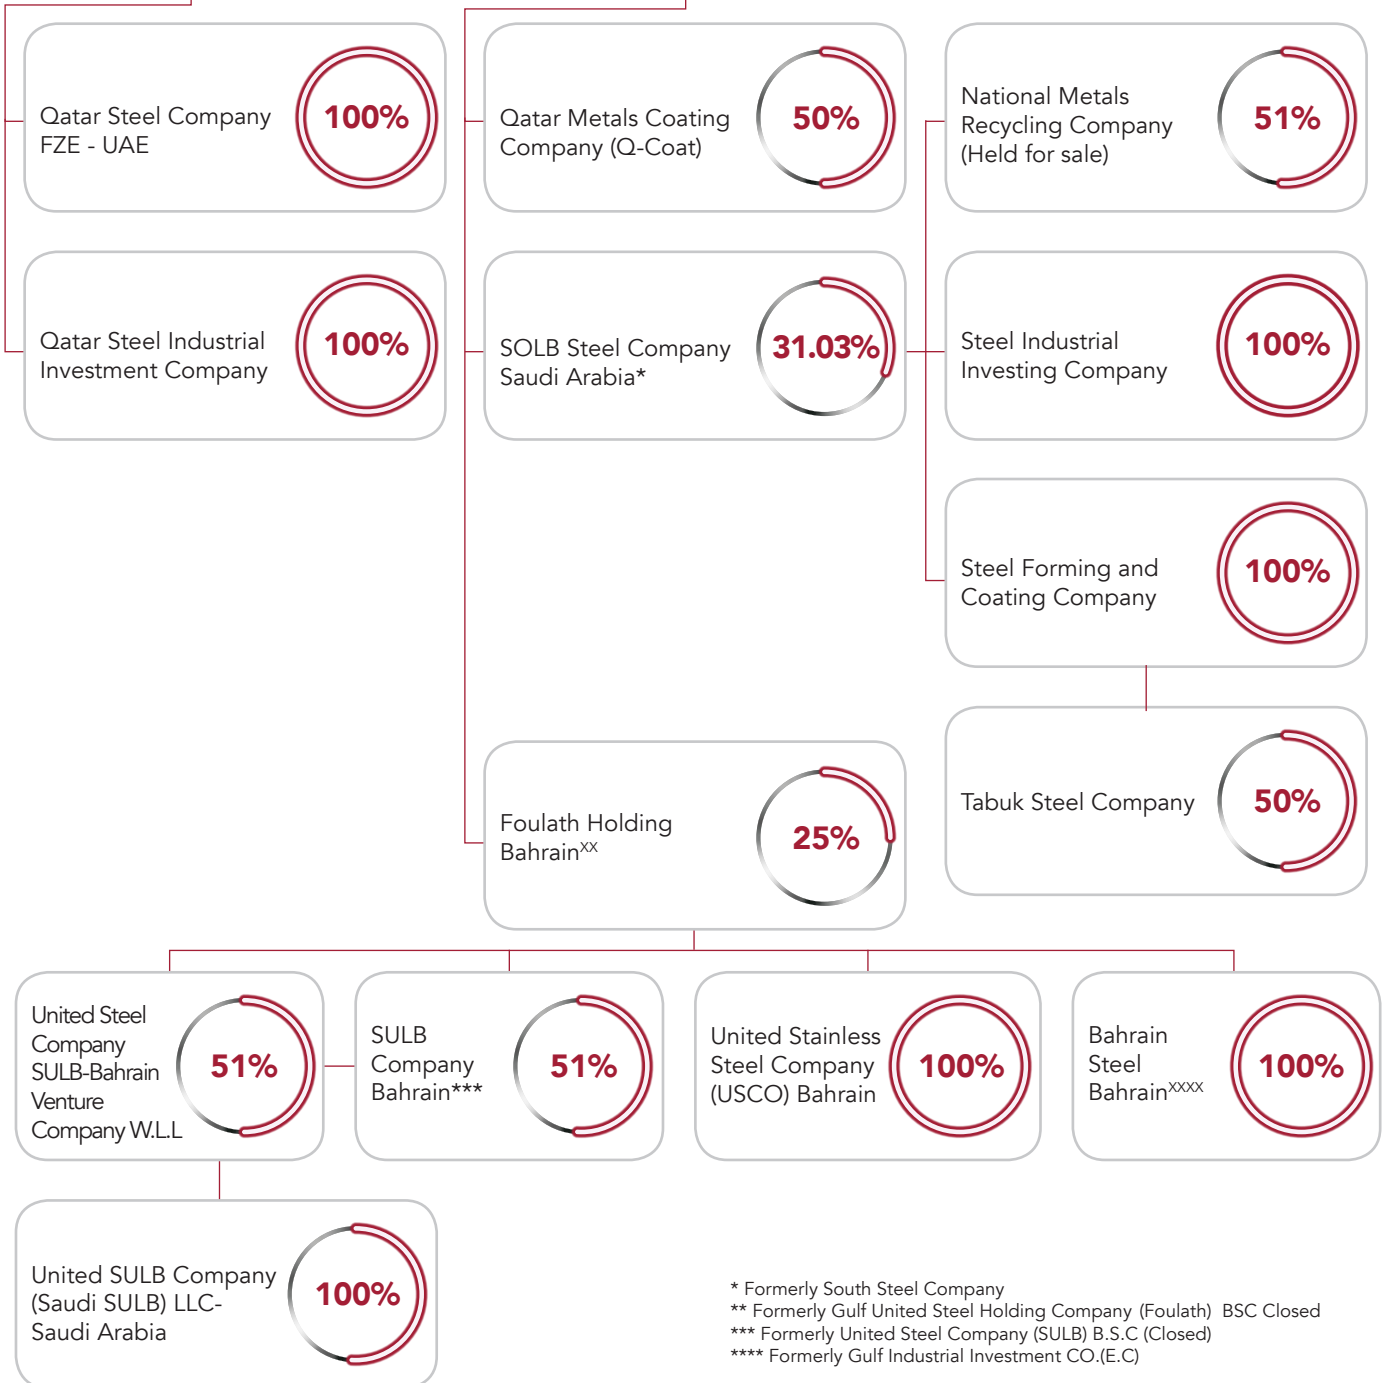 Qatar Steel Company
FZE - UAE
100%
Qatar Metals Coating
Company (Q-Coat)
50%
National Metals
Recycling Company
(Held for sale)
51%
Qatar Steel Industrial
Investment Company
100%
SOLB Steel Company
Saudi Arabia*
31.03%
Steel Industrial
Investing Company
100%
Steel Forming and
Coating Company
100%
Foulath Holding
Bahrain^XX
25%
Tabuk Steel Company
50%
United Steel
Company
SULB-Bahrain
Venture
Company W.L.L
51%
SULB
Company
Bahrain***
51%
United Stainless
Steel Company
(USCO) Bahrain
100%
Bahrain
Steel
Bahrain^XXXX
100%
United SULB Company
(Saudi SULB) LLC-
Saudi Arabia
100%
* Formerly South Steel Company
** Formerly Gulf United Steel Holding Company (Foulath) BSC Closed
*** Formerly United Steel Company (SULB) B.S.C (Closed)
**** Formerly Gulf Industrial Investment CO.(E.C)